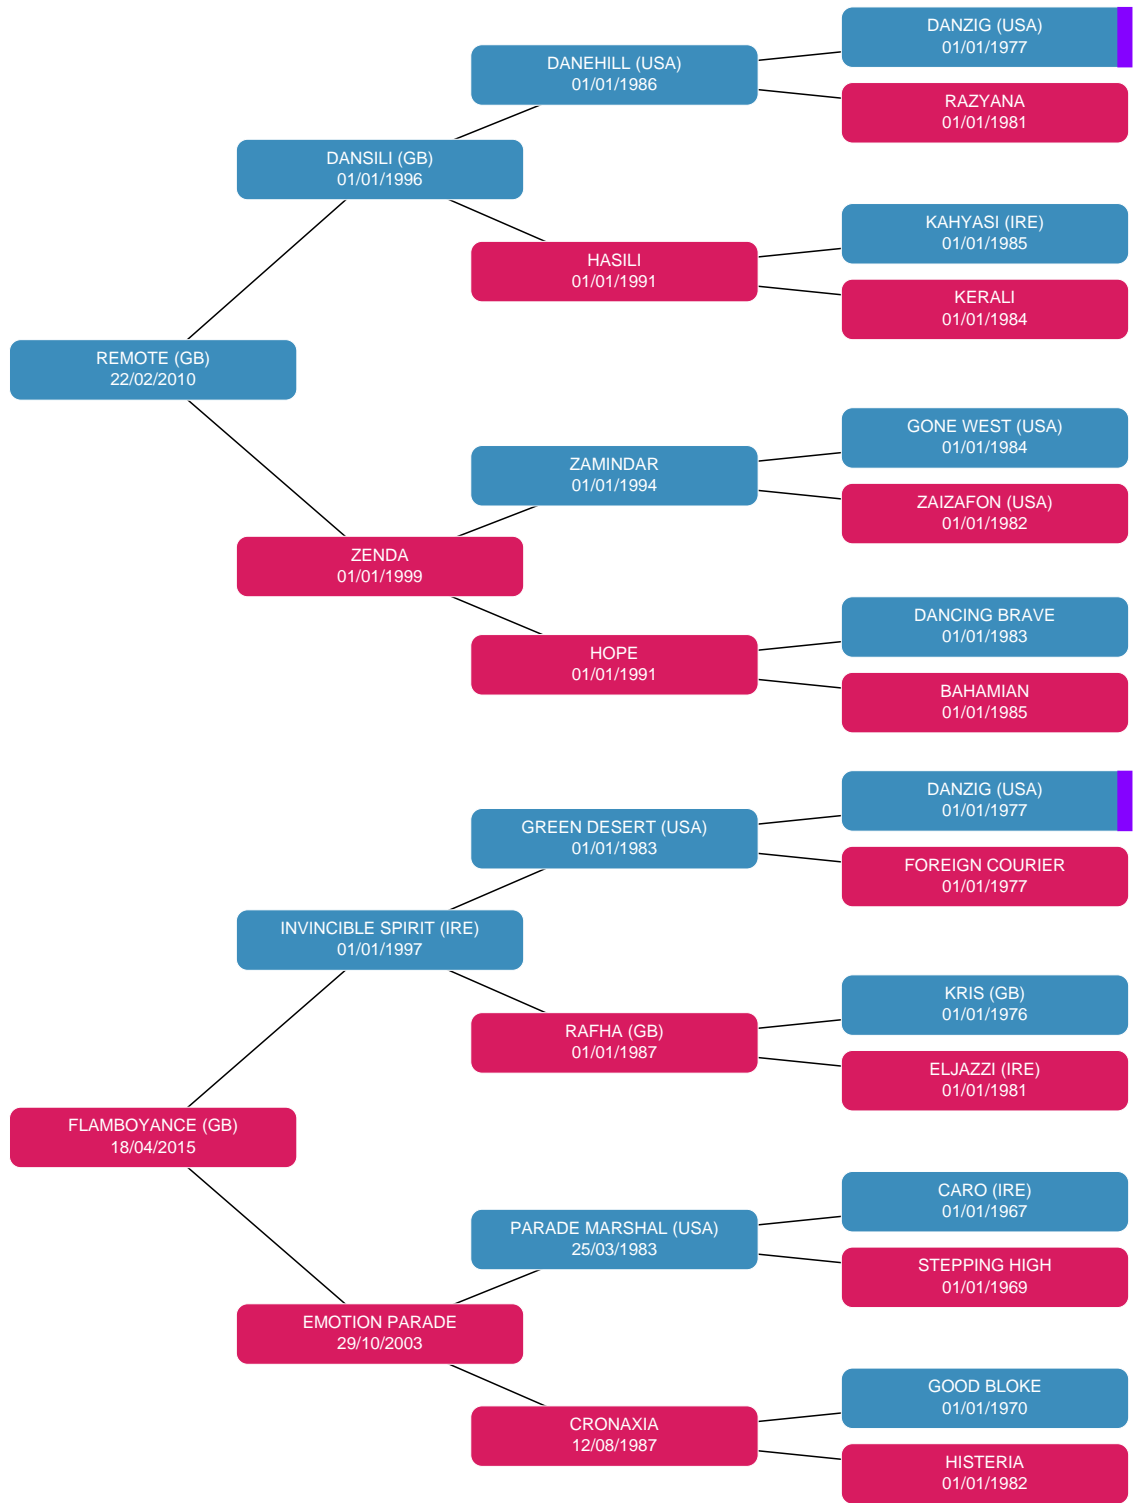 DANZIG (USA)
01/01/1977
DANEHILL (USA)
01/01/1986
RAZYANA
01/01/1981
DANSILI (GB)
01/01/1996
KAHYASI (IRE)
01/01/1985
HASILI
01/01/1991
KERALI
01/01/1984
REMOTE (GB)
22/02/2010
GONE WEST (USA)
01/01/1984
ZAMINDAR
01/01/1994
ZAIZAFON (USA)
01/01/1982
ZENDA
01/01/1999
DANCING BRAVE
01/01/1983
HOPE
01/01/1991
BAHAMIAN
01/01/1985
DANZIG (USA)
01/01/1977
GREEN DESERT (USA)
01/01/1983
FOREIGN COURIER
01/01/1977
INVINCIBLE SPIRIT (IRE)
01/01/1997
KRIS (GB)
01/01/1976
RAFHA (GB)
01/01/1987
ELJAZZI (IRE)
01/01/1981
FLAMBOYANCE (GB)
18/04/2015
CARO (IRE)
01/01/1967
PARADE MARSHAL (USA)
25/03/1983
STEPPING HIGH
01/01/1969
EMOTION PARADE
29/10/2003
GOOD BLOKE
01/01/1970
CRONAXIA
12/08/1987
HISTERIA
01/01/1982